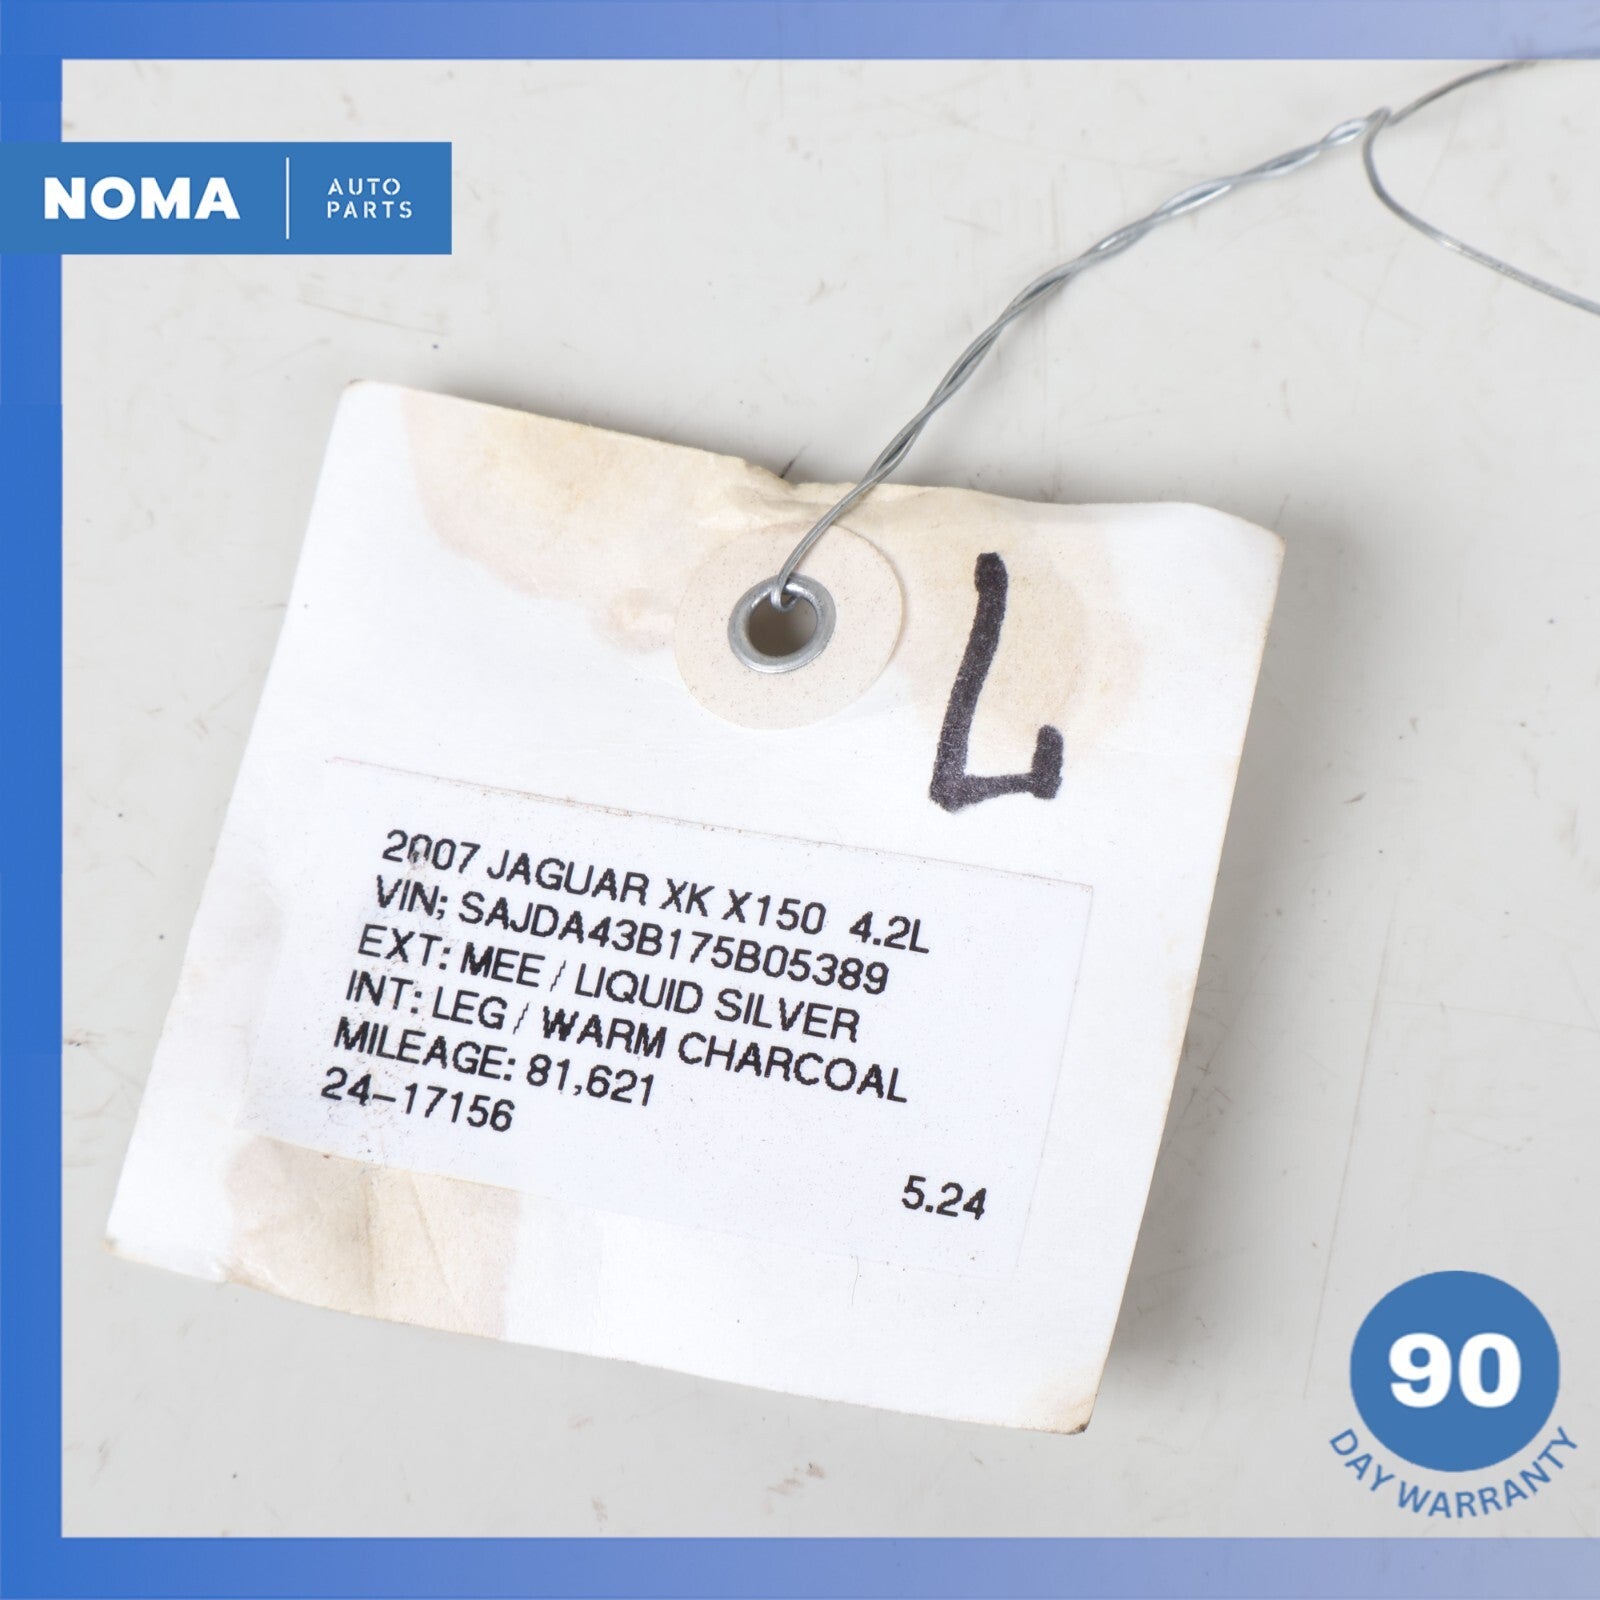 NOMA
AUTO
PARTS
L
2007 JAGUAR XK X150 4.2L
VIN; SAJDA43B175B05389
EXT: MEE / LIQUID SILVER
INT: LEG / WARM CHARCOAL
MILEAGE: 81,621
24-17156
5.24
90
DAY WARRANTY